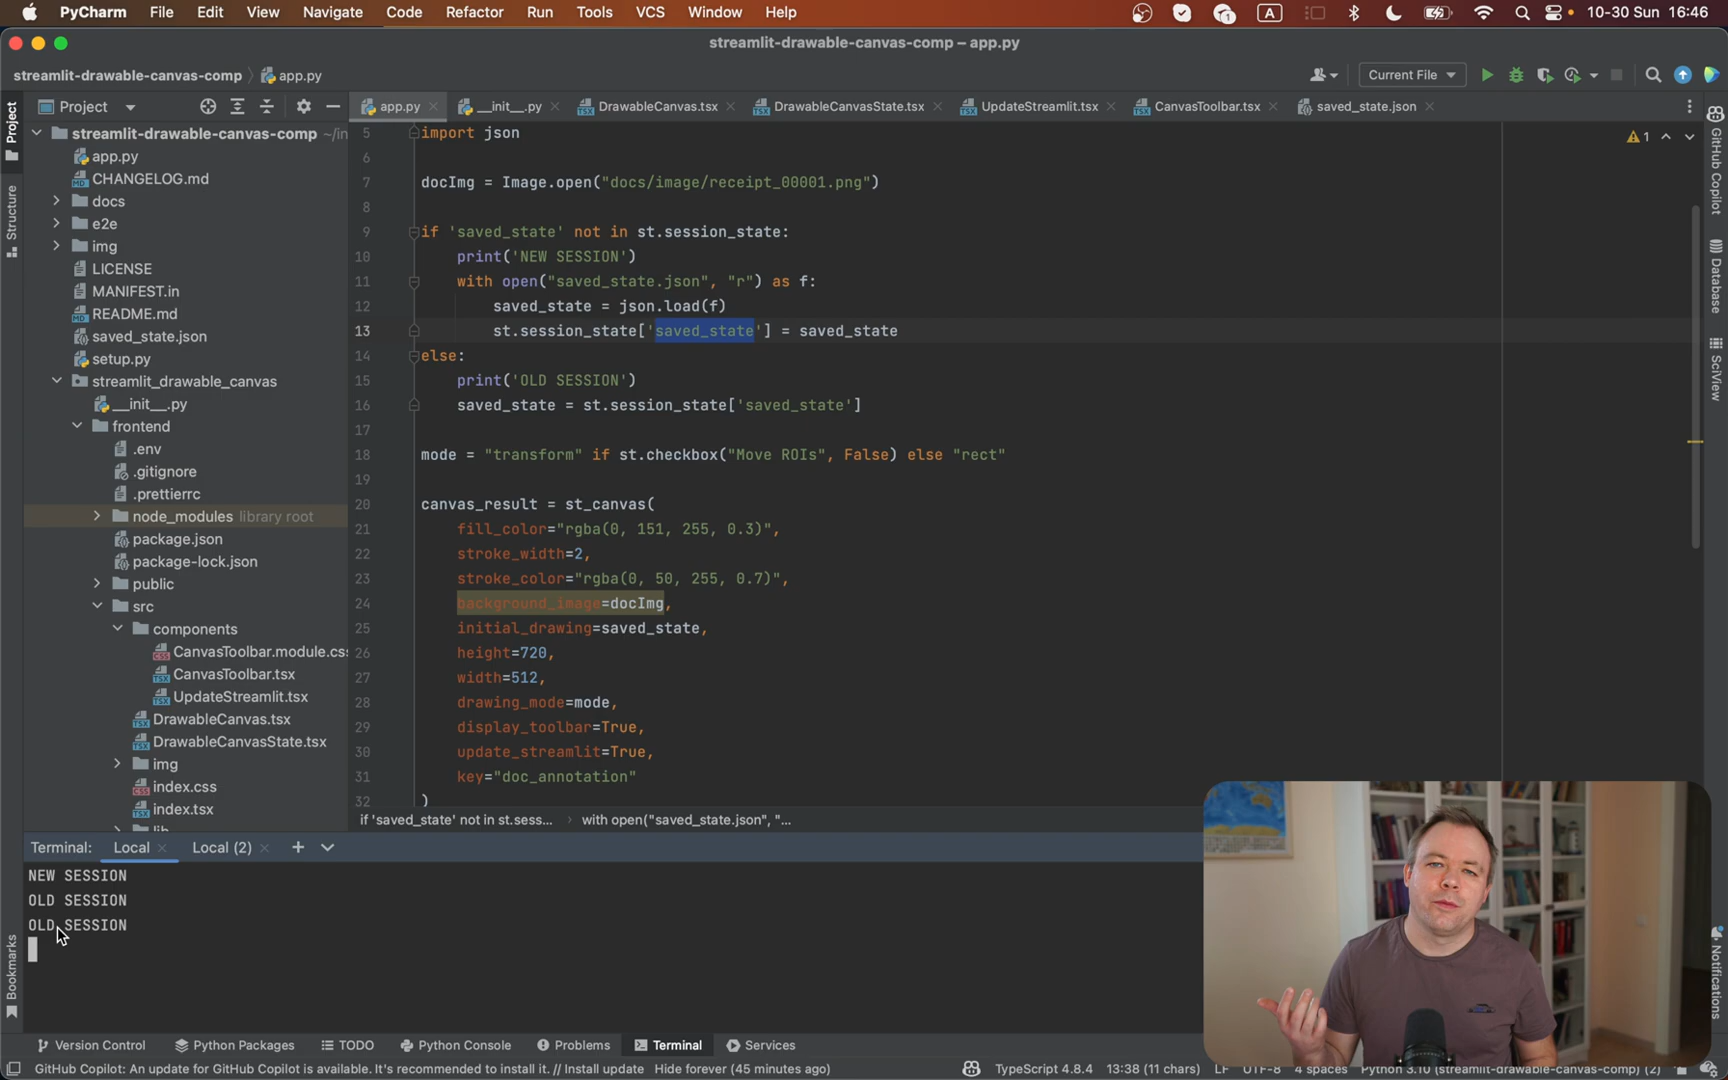 PyCharm File Edit View Navigate Code Refactor Run Tools VCS Window Help
1 A 10-30 Sun 16:46
streamlit-drawable-canvas-comp – app.py
streamlit-drawable-canvas-comp app.py Current File
Project
app.py __init__.py DrawableCanvas.tsx DrawableCanvasState.tsx UpdateStreamlit.tsx CanvasToolbar.tsx saved_state.json
Project
Structure
Bookmarks
streamlit-drawable-canvas-comp ~/in
app.py
CHANGELOG.md
docs
e2e
img
LICENSE
MANIFEST.in
README.md
saved_state.json
setup.py
streamlit_drawable_canvas
__init__.py
frontend
.env
.gitignore
.prettierrc
node_modules library root
package.json
package-lock.json
public
src
components
CanvasToolbar.module.css
CanvasToolbar.tsx
UpdateStreamlit.tsx
DrawableCanvas.tsx
DrawableCanvasState.tsx
img
index.css
index.tsx
lib
5 import json
6
7 docImg = Image.open("docs/image/receipt_00001.png")
8
9 if 'saved_state' not in st.session_state:
10 print('NEW SESSION')
11 with open("saved_state.json", "r") as f:
12 saved_state = json.load(f)
13 st.session_state['saved_state'] = saved_state
14 else:
15 print('OLD SESSION')
16 saved_state = st.session_state['saved_state']
17
18 mode = "transform" if st.checkbox("Move ROIs", False) else "rect"
19
20 canvas_result = st_canvas(
21 fill_color="rgba(0, 151, 255, 0.3)",
22 stroke_width=2,
23 stroke_color="rgba(0, 50, 255, 0.7)",
24 background_image=docImg,
25 initial_drawing=saved_state,
26 height=720,
27 width=512,
28 drawing_mode=mode,
29 display_toolbar=True,
30 update_streamlit=True,
31 key="doc_annotation"
32 )
1
GitHub Copilot
Database
SciView
Notifications
if 'saved_state' not in st.sess... with open("saved_state.json", "...
Terminal: Local Local (2)
NEW SESSION
OLD SESSION
OLD SESSION
Version Control Python Packages TODO Python Console Problems Terminal Services
GitHub Copilot: An update for GitHub Copilot is available. It's recommended to install it. // Install update Hide forever (45 minutes ago) TypeScript 4.8.4 13:38 (11 chars) LF UTF-8 4 spaces Python 3.10 (streamlit-drawable-canvas-comp) (2)